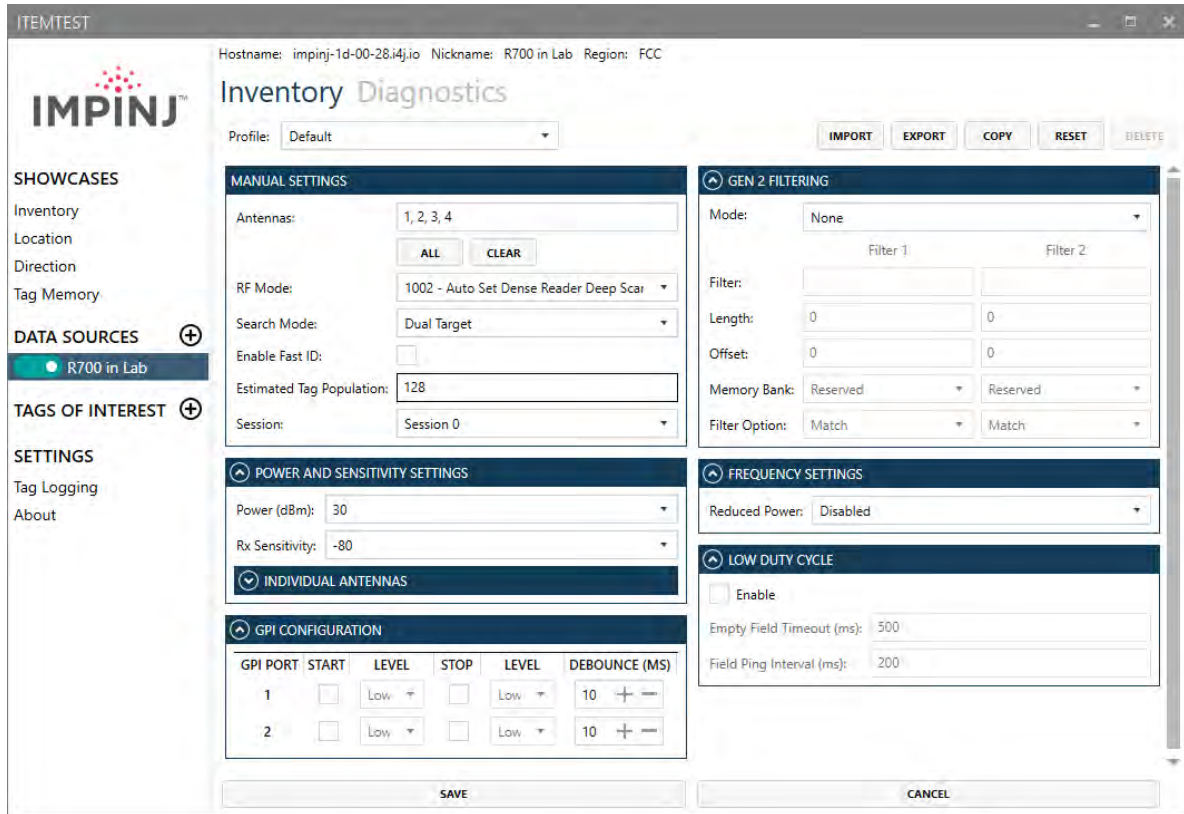 ITEMTEST
IMPINJ™
SHOWCASES
Inventory
Location
Direction
Tag Memory
DATA SOURCES
R700 in Lab
TAGS OF INTEREST
SETTINGS
Tag Logging
About
Hostname: impinj-1d-00-28.i4j.io Nickname: R700 in Lab Region: FCC
Inventory Diagnostics
Profile: Default
IMPORT EXPORT COPY RESET DELETE
MANUAL SETTINGS
Antennas: 1, 2, 3, 4
ALL CLEAR
RF Mode: 1002 - Auto Set Dense Reader Deep Scar
Search Mode: Dual Target
Enable Fast ID:
Estimated Tag Population: 128
Session: Session 0
POWER AND SENSITIVITY SETTINGS
Power (dBm): 30
Rx Sensitivity: -80
INDIVIDUAL ANTENNAS
GPI CONFIGURATION
GPI PORT START LEVEL STOP LEVEL DEBOUNCE (MS)
1 Low Low 10
2 Low Low 10
GEN 2 FILTERING
Mode: None
Filter 1 Filter 2
Filter:
Length: 0 0
Offset: 0 0
Memory Bank: Reserved Reserved
Filter Option: Match Match
FREQUENCY SETTINGS
Reduced Power: Disabled
LOW DUTY CYCLE
Enable
Empty Field Timeout (ms): 500
Field Ping Interval (ms): 200
SAVE CANCEL